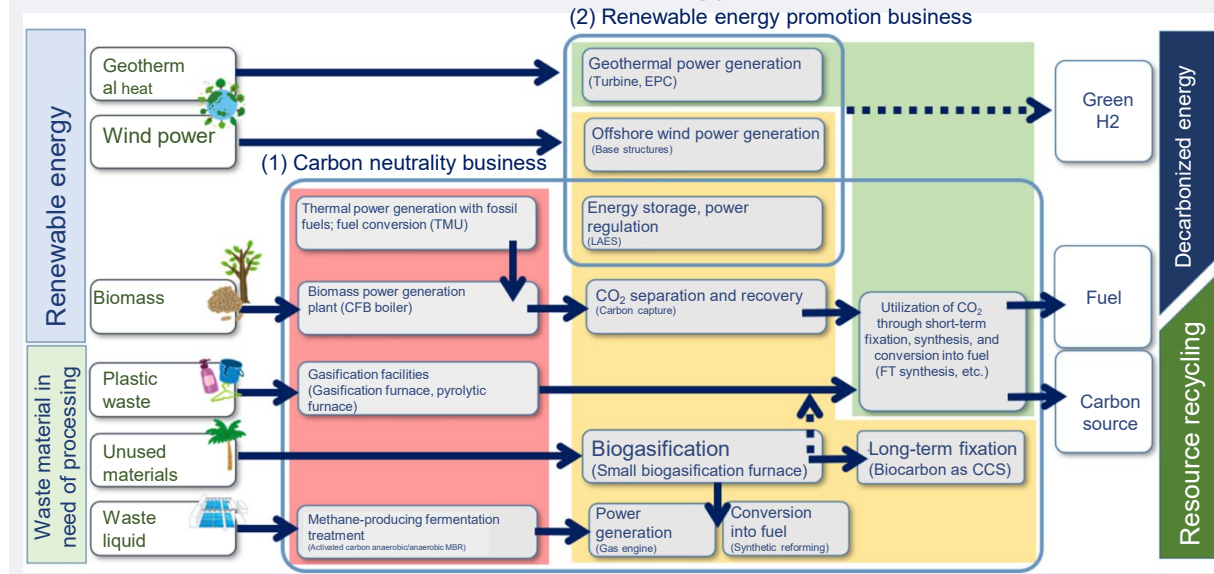 (2) Renewable energy promotion business
Renewable energy
Geotherm
al heat
Geothermal power generation
(Turbine, EPC)
Green
H2
Decarbonized energy
Wind power
Offshore wind power generation
(Base structures)
(1) Carbon neutrality business
Thermal power generation with fossil
fuels; fuel conversion (TMU)
Energy storage, power
regulation
(LAES)
Biomass
Biomass power generation
plant (CFB boiler)
CO₂ separation and recovery
(Carbon capture)
Utilization of CO₂
through short-term
fixation, synthesis, and
conversion into fuel
(FT synthesis, etc.)
Fuel
Waste material in
need of processing
Plastic
waste
Gasification facilities
(Gasification furnace, pyrolytic
furnace)
Carbon
source
Resource recycling
Unused
materials
Biogasification
(Small biogasification furnace)
Long-term fixation
(Biocarbon as CCS)
Waste
liquid
Methane-producing fermentation
treatment
(Activated carbon anaerobic/anaerobic MBR)
Power
generation
(Gas engine)
Conversion
into fuel
(Synthetic reforming)